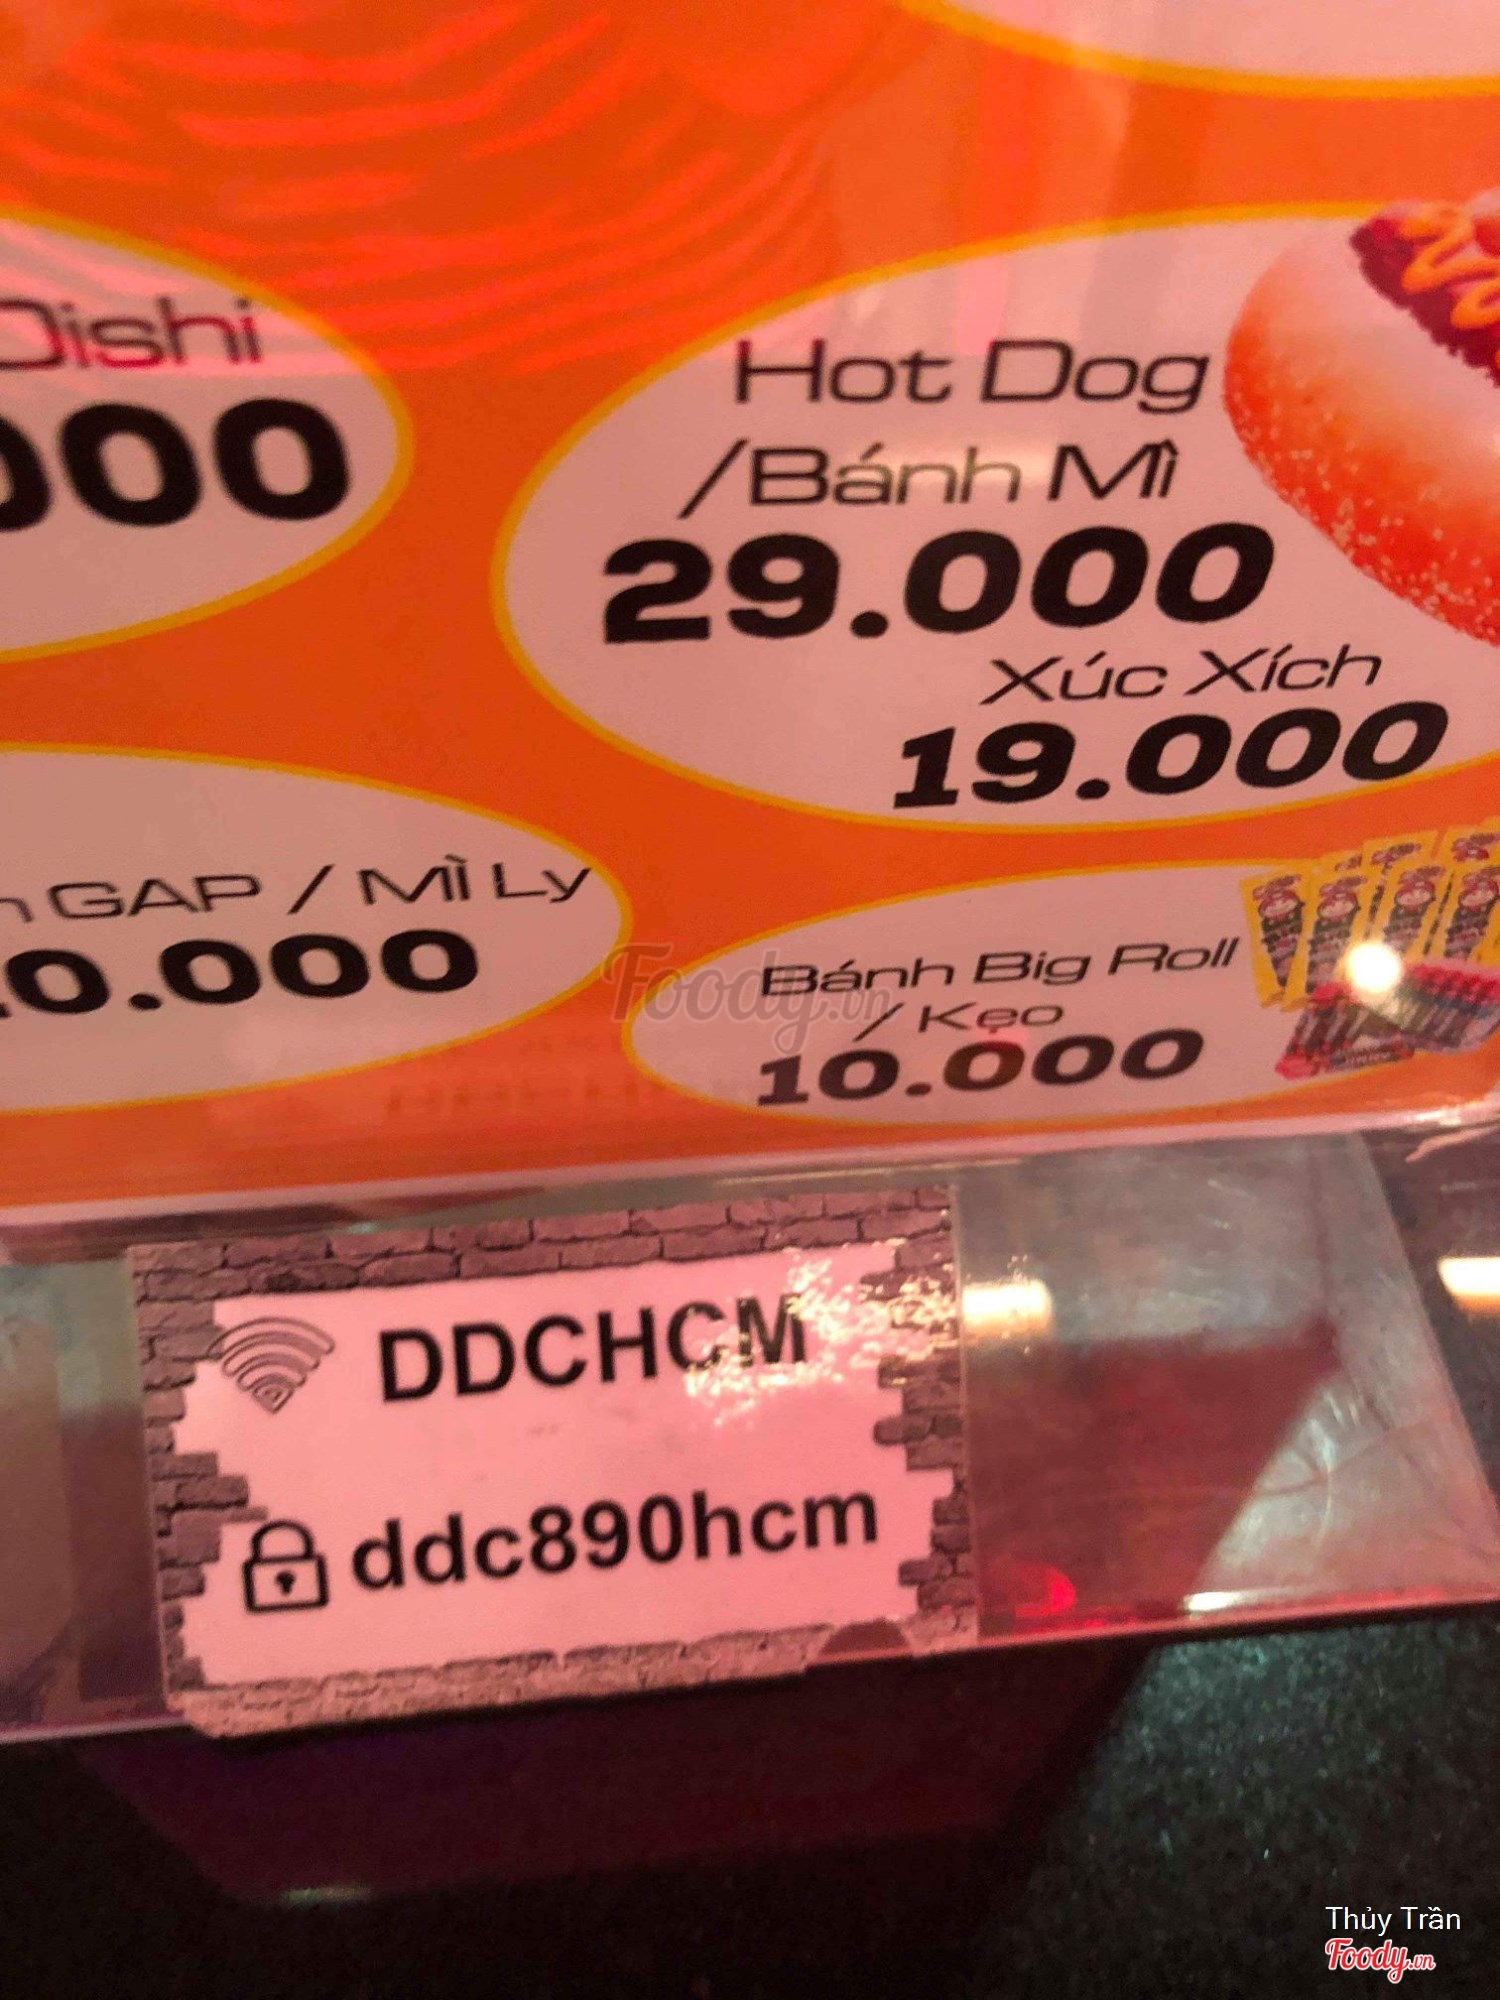 Oishi
000
Hot Dog
/Bánh Mì
29.000
Xúc Xích
19.000
GAP / Mì Ly
0.000
Bánh Big Roll
/ Kẹo
10.000
Foody.vn
DDCHCM
ddc890hcm
Thủy Trần
Foody.vn